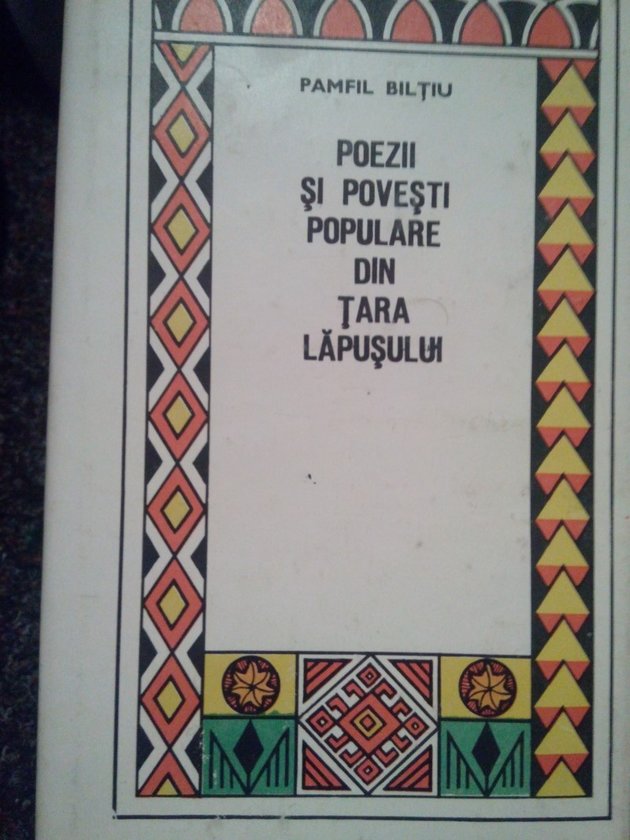 PAMFIL BILŢIU
POEZII
ŞI POVEŞTI
POPULARE
DIN
ŢARA
LĂPUŞULUI